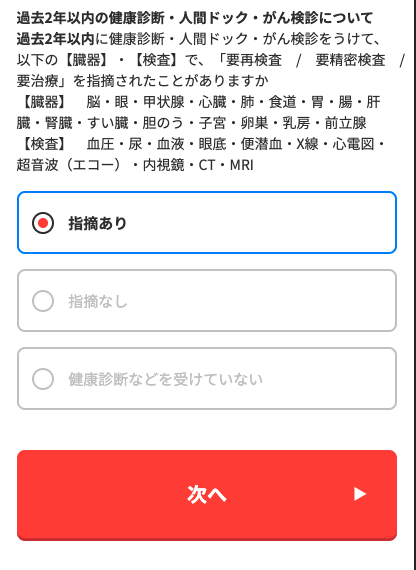 過去2年以内の健康診断・人間ドック・がん検診について
過去2年以内に健康診断・人間ドック・がん検診をうけて、
以下の【臓器】・【検査】で、「要再検査　/　要精密検査　/
要治療」を指摘されたことがありますか
【臓器】　脳・眼・甲状腺・心臓・肺・食道・胃・腸・肝
臓・腎臓・すい臓・胆のう・子宮・卵巣・乳房・前立腺
【検査】　血圧・尿・血液・眼底・便潜血・X線・心電図・
超音波（エコー）・内視鏡・CT・MRI
指摘あり
指摘なし
健康診断などを受けていない
次へ